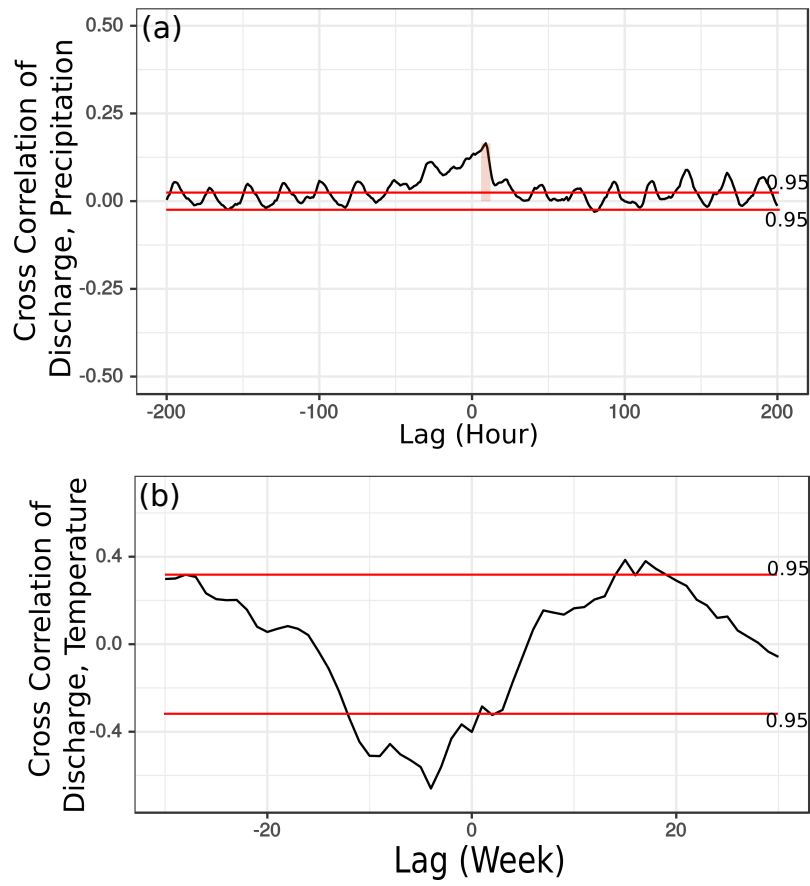 (a)
Cross Correlation of
Discharge, Precipitation
0.50
0.25
0.00
-0.25
-0.50
0.95
0.95
-200 -100 0 100 200
Lag (Hour)
(b)
Cross Correlation of
Discharge, Temperature
0.4
0.0
-0.4
0.95
0.95
-20 0 20
Lag (Week)